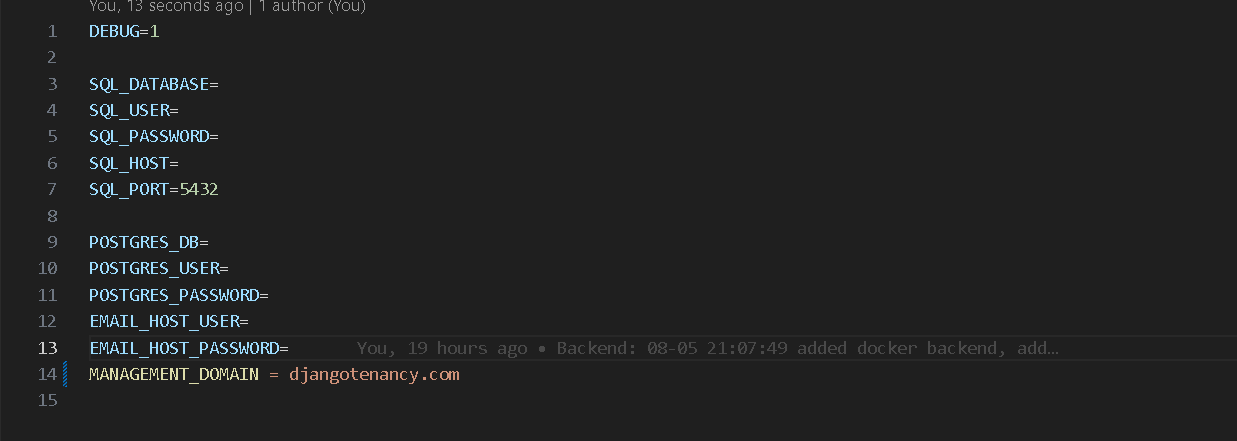 You, 13 seconds ago | 1 author (You)
1 DEBUG=1
2
3 SQL_DATABASE=
4 SQL_USER=
5 SQL_PASSWORD=
6 SQL_HOST=
7 SQL_PORT=5432
8
9 POSTGRES_DB=
10 POSTGRES_USER=
11 POSTGRES_PASSWORD=
12 EMAIL_HOST_USER=
13 EMAIL_HOST_PASSWORD= You, 19 hours ago • Backend: 08-05 21:07:49 added docker backend, add…
14 MANAGEMENT_DOMAIN = djangotenancy.com
15